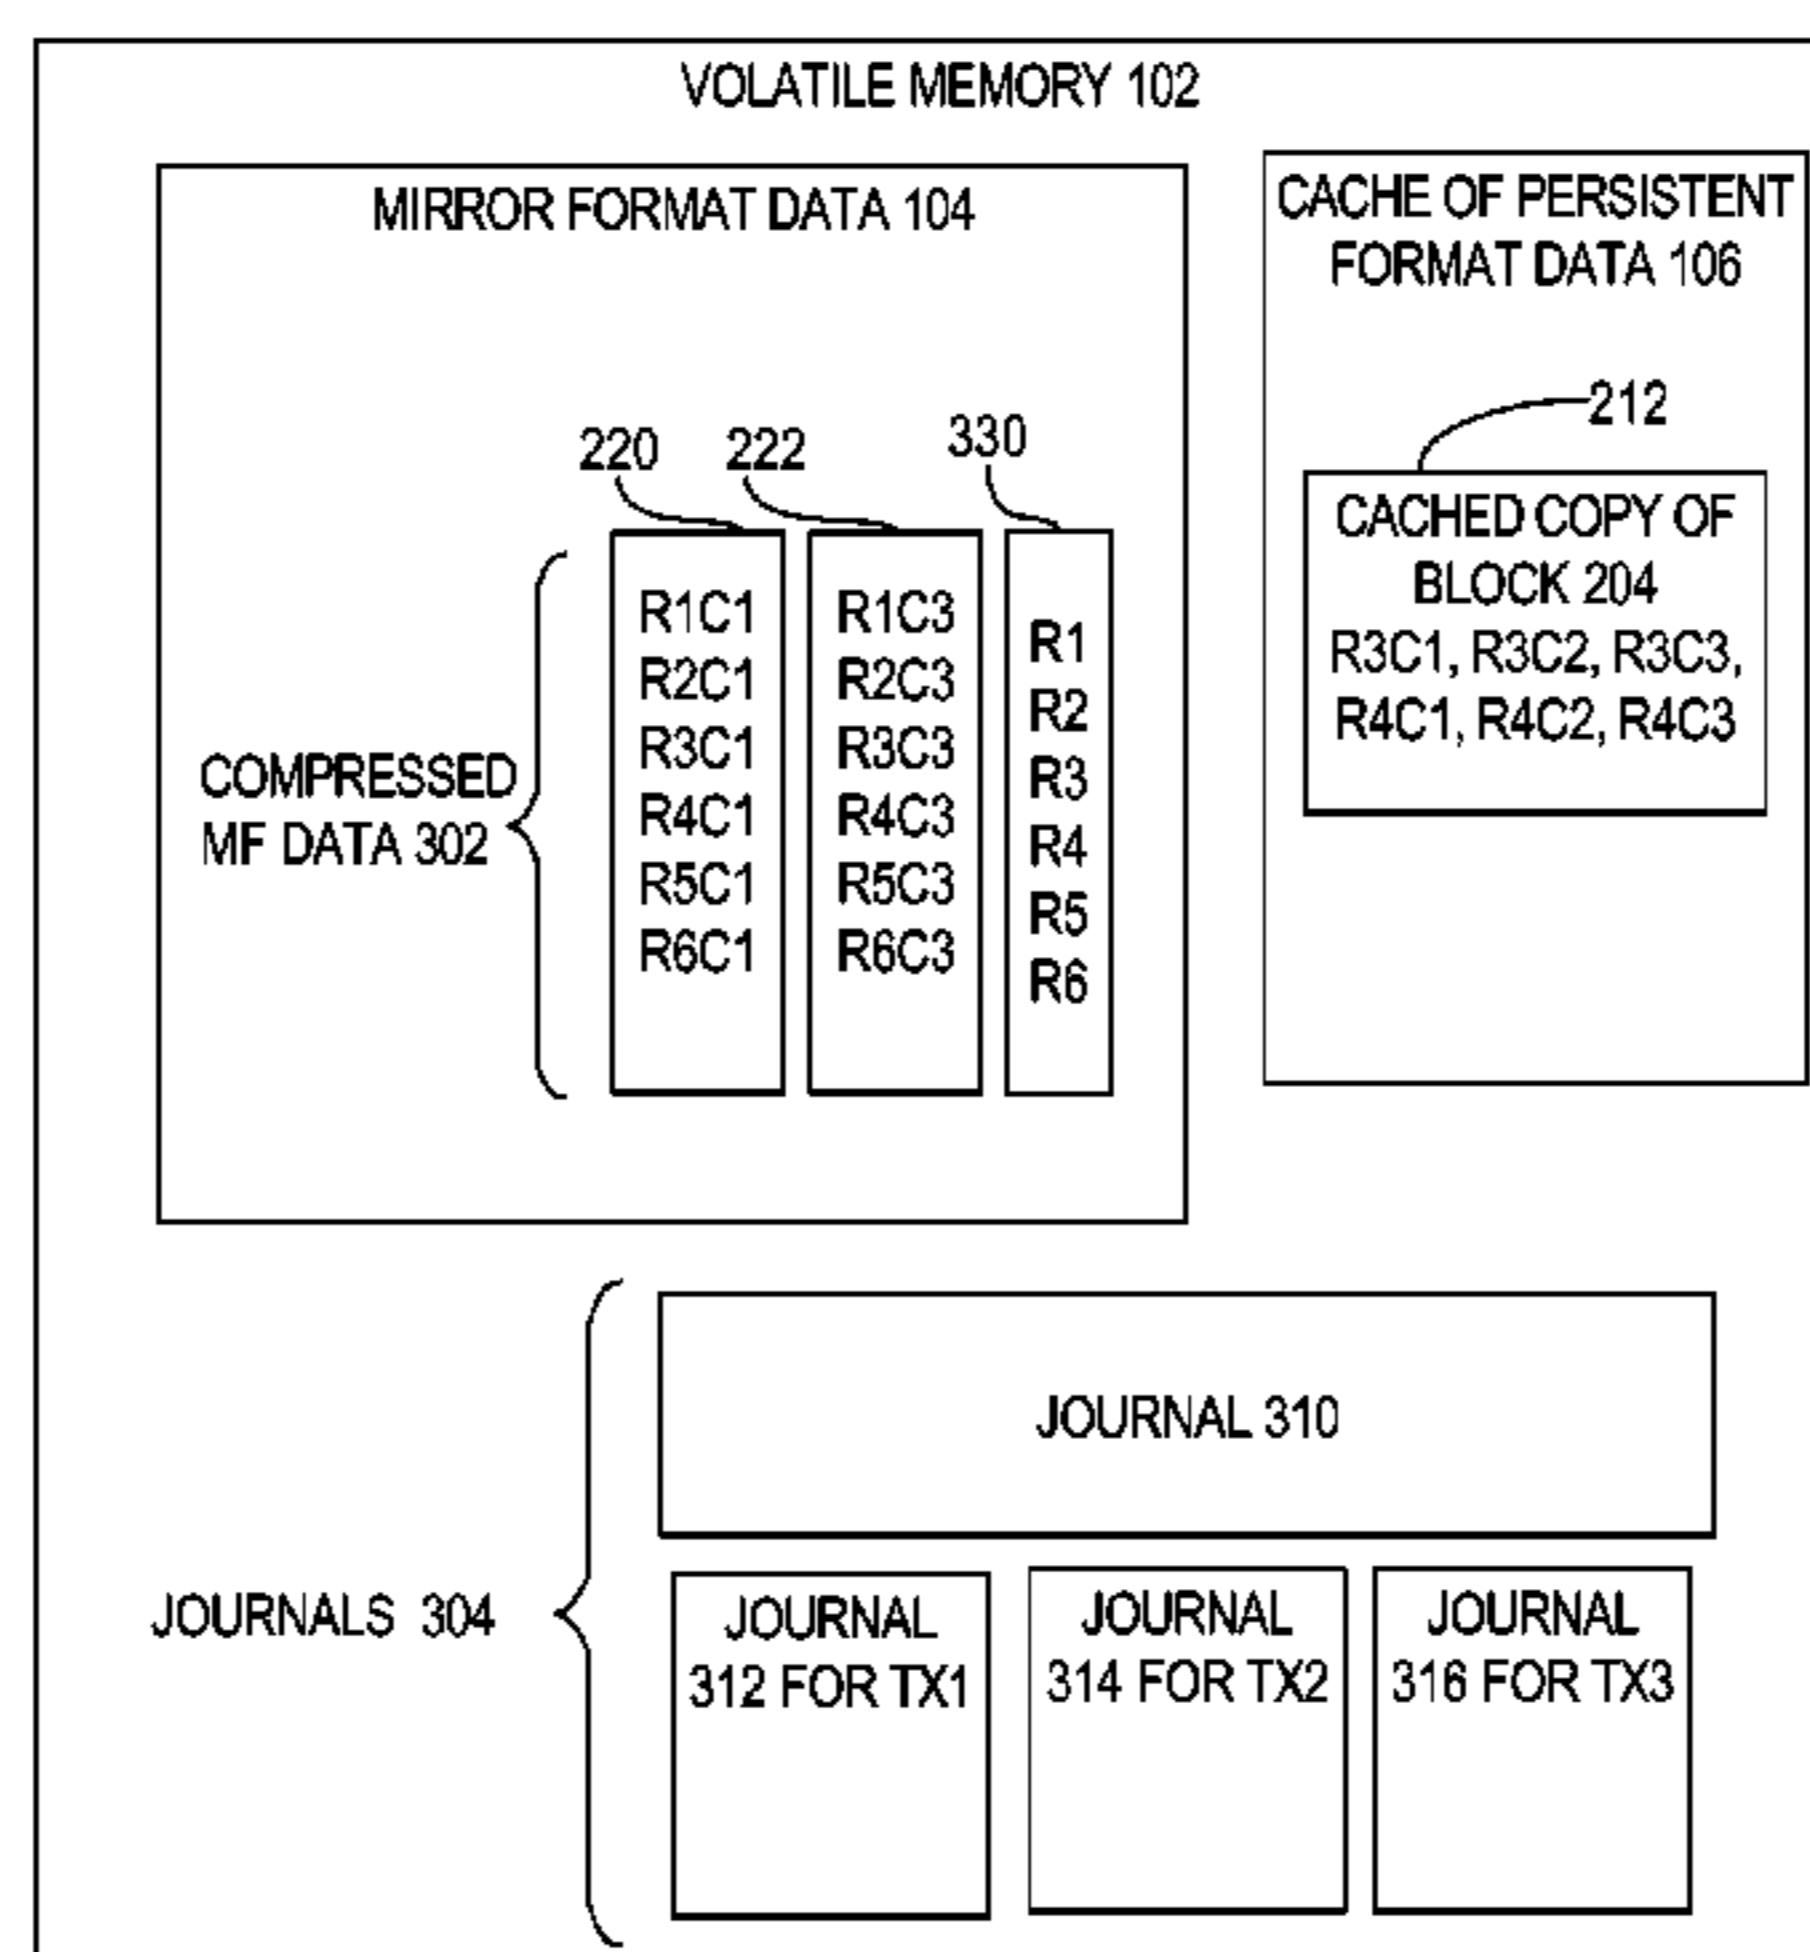 VOLATILE MEMORY 102
MIRROR FORMAT DATA 104
220
222
330
COMPRESSED
MF DATA 302
R1C1
R2C1
R3C1
R4C1
R5C1
R6C1
R1C3
R2C3
R3C3
R4C3
R5C3
R6C3
R1
R2
R3
R4
R5
R6
CACHE OF PERSISTENT
FORMAT DATA 106
212
CACHED COPY OF
BLOCK 204
R3C1, R3C2, R3C3,
R4C1, R4C2, R4C3
JOURNALS 304
JOURNAL 310
JOURNAL
312 FOR TX1
JOURNAL
314 FOR TX2
JOURNAL
316 FOR TX3